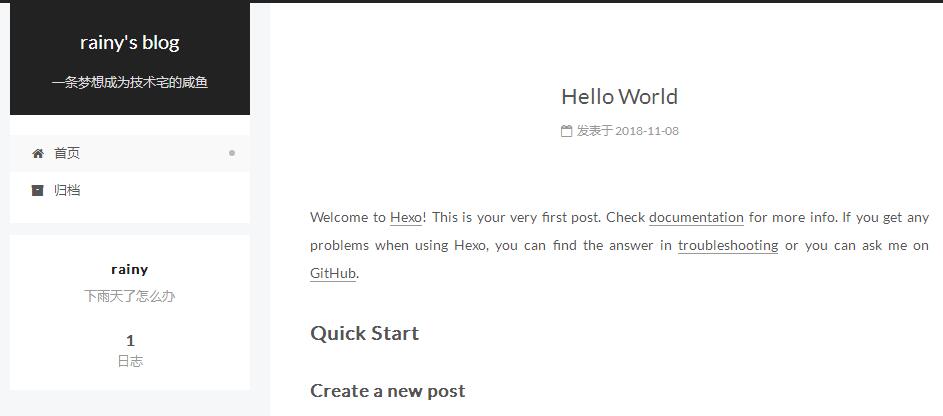 rainy's blog
一条梦想成为技术宅的咸鱼
首页
归档
rainy
下雨天了怎么办
1
日志
Hello World
发表于 2018-11-08
Welcome to Hexo! This is your very first post. Check documentation for more info. If you get any
problems when using Hexo, you can find the answer in troubleshooting or you can ask me on
GitHub.
Quick Start
Create a new post